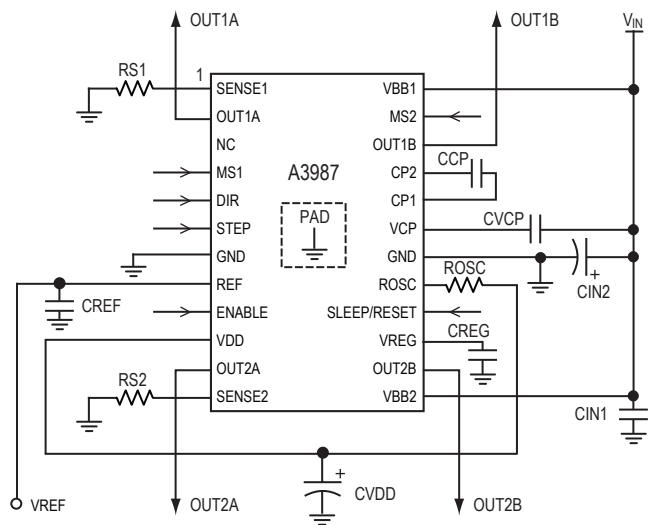 OUT1A OUT1B VIN
RS1 1
SENSE1 VBB1
OUT1A MS2
NC OUT1B
CCP
MS1 A3987 CP2
DIR CP1
PAD
STEP VCP CVCP
GND GND
ROSC
REF ROSC
CIN2
+
CREF
ENABLE SLEEP/RESET
CREG
VDD VREG
OUT2A OUT2B
RS2
SENSE2 VBB2
CIN1
+
CVDD
VREF OUT2A OUT2B